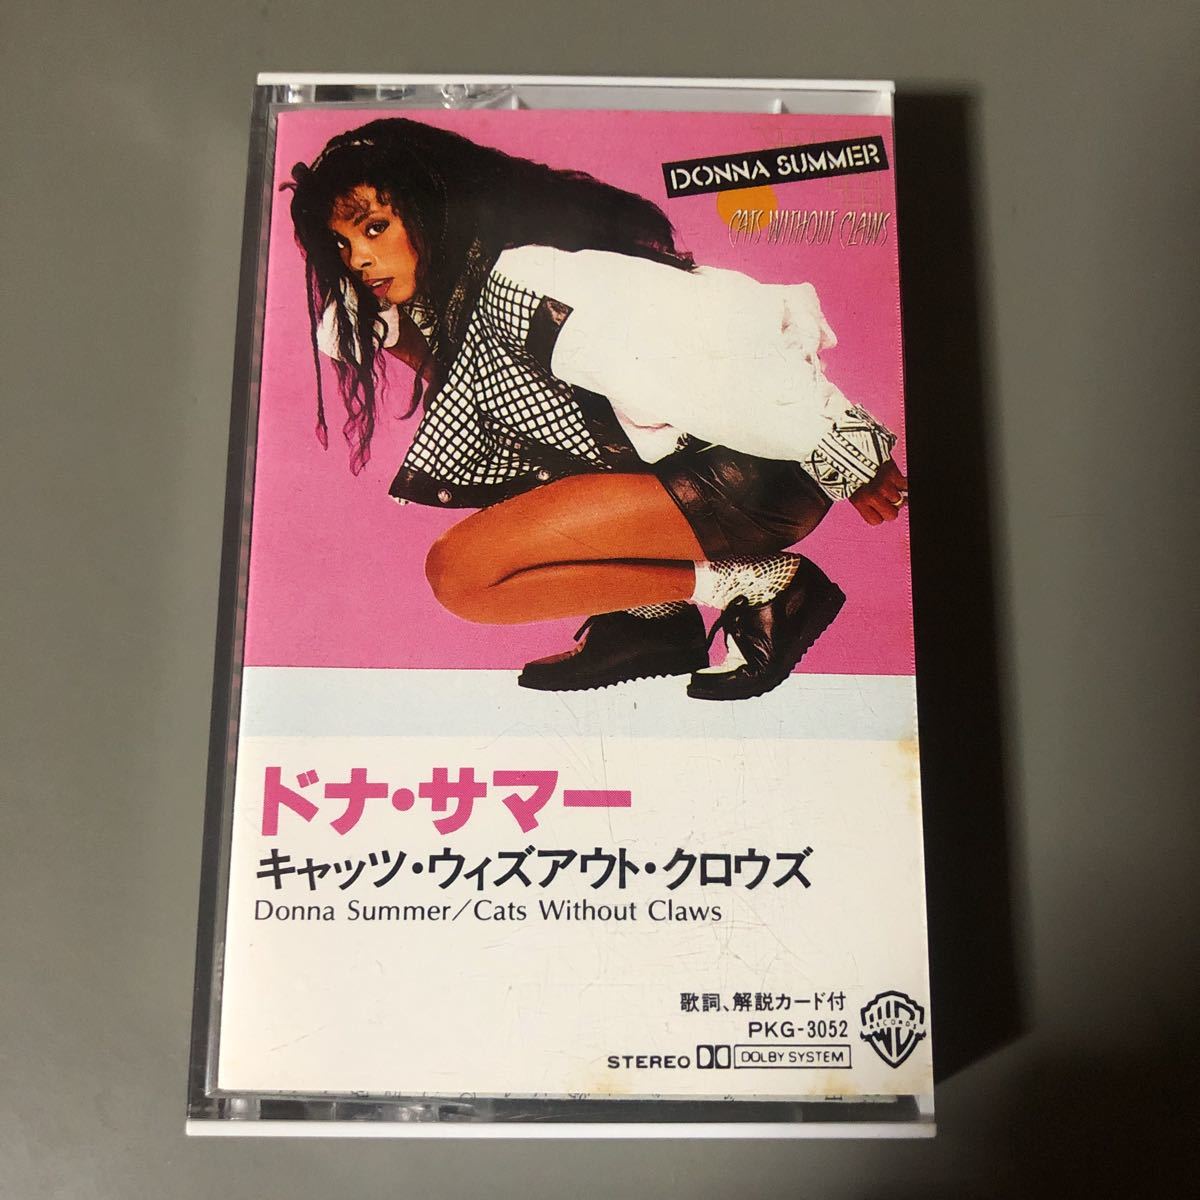 DONNA SUMMER
CATS WITHOUT CLAWS
ドナ・サマー
キャッツ・ウィズアウト・クロウズ
Donna Summer/Cats Without Claws
歌詞、解説カード付
PKG-3052
STEREO DOLBY SYSTEM
RECORDS